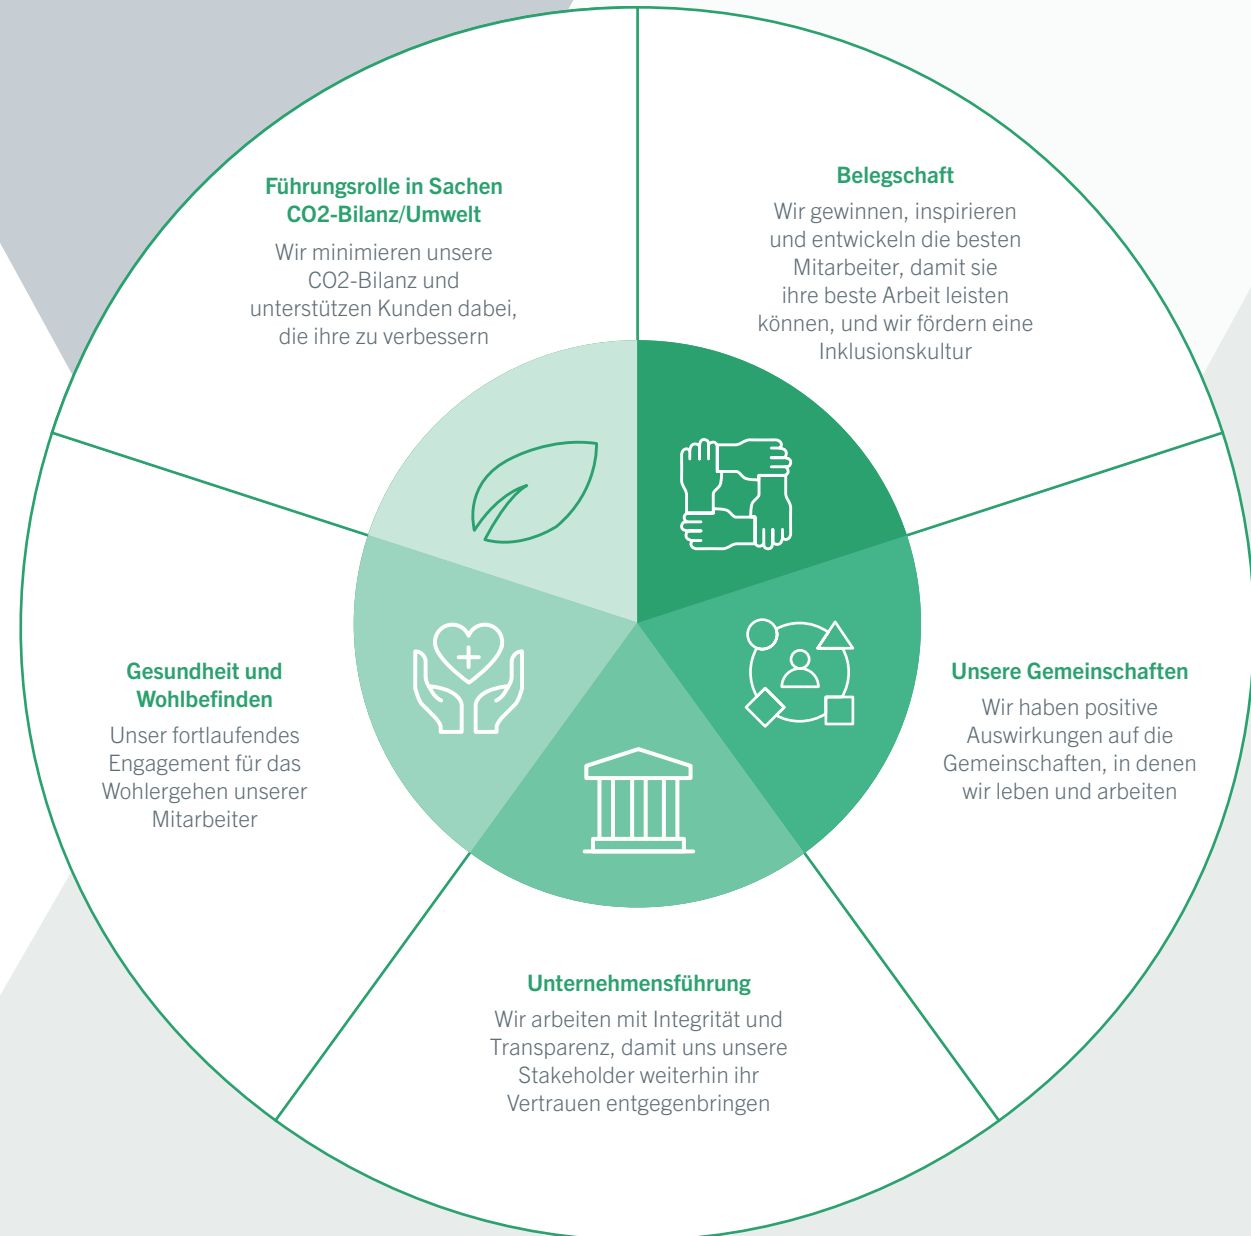 Führungsrolle in Sachen
CO2-Bilanz/Umwelt
Wir minimieren unsere
CO2-Bilanz und
unterstützen Kunden dabei,
die ihre zu verbessern
Belegschaft
Wir gewinnen, inspirieren
und entwickeln die besten
Mitarbeiter, damit sie
ihre beste Arbeit leisten
können, und wir fördern eine
Inklusionskultur
Gesundheit und
Wohlbefinden
Unser fortlaufendes
Engagement für das
Wohlergehen unserer
Mitarbeiter
Unsere Gemeinschaften
Wir haben positive
Auswirkungen auf die
Gemeinschaften, in denen
wir leben und arbeiten
Unternehmensführung
Wir arbeiten mit Integrität und
Transparenz, damit uns unsere
Stakeholder weiterhin ihr
Vertrauen entgegenbringen